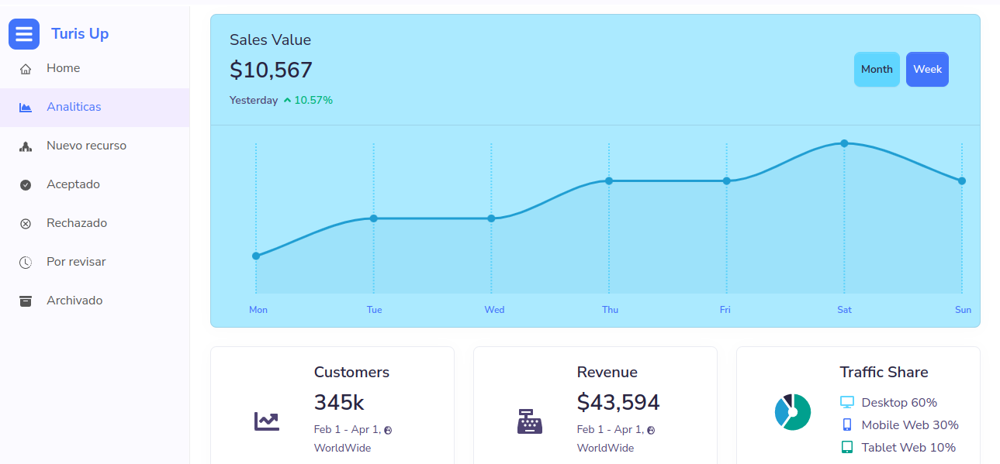 Turis Up
Home
Analiticas
Nuevo recurso
Aceptado
Rechazado
Por revisar
Archivado
Sales Value
$10,567
Yesterday 10.57%
Month Week
Mon Tue Wed Thu Fri Sat Sun
Customers
345k
Feb 1 - Apr 1,
WorldWide
Revenue
$43,594
Feb 1 - Apr 1,
WorldWide
Traffic Share
Desktop 60%
Mobile Web 30%
Tablet Web 10%